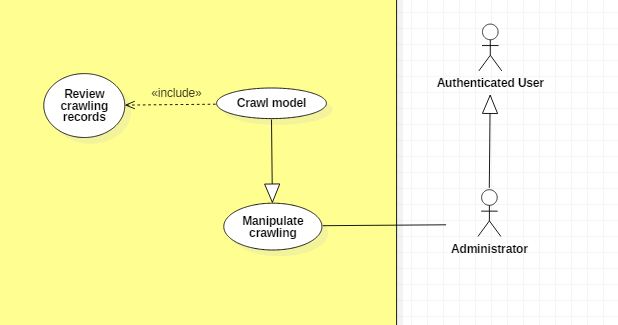 «include»
Review
crawling
records
Crawl model
Manipulate
crawling
Authenticated User
Administrator